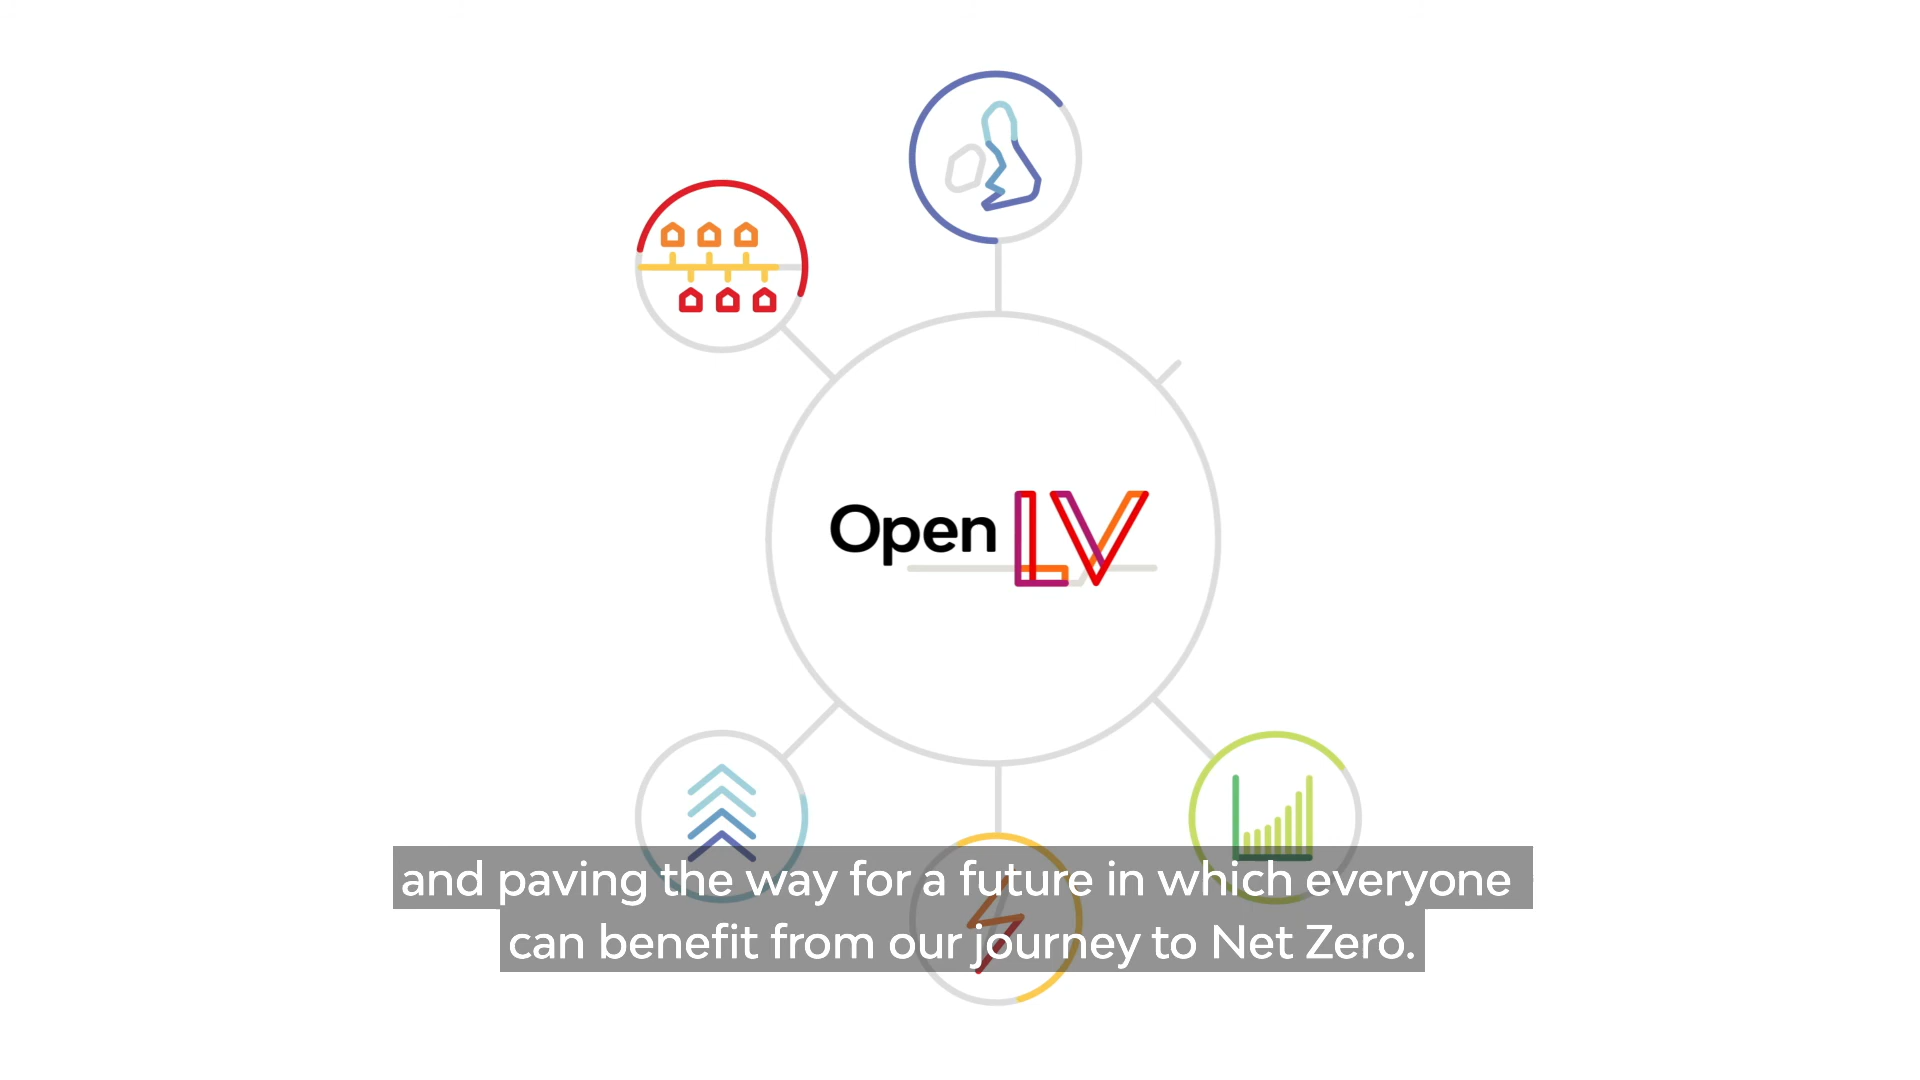 Open LV
and paving the way for a future in which everyone
can benefit from our journey to Net Zero.